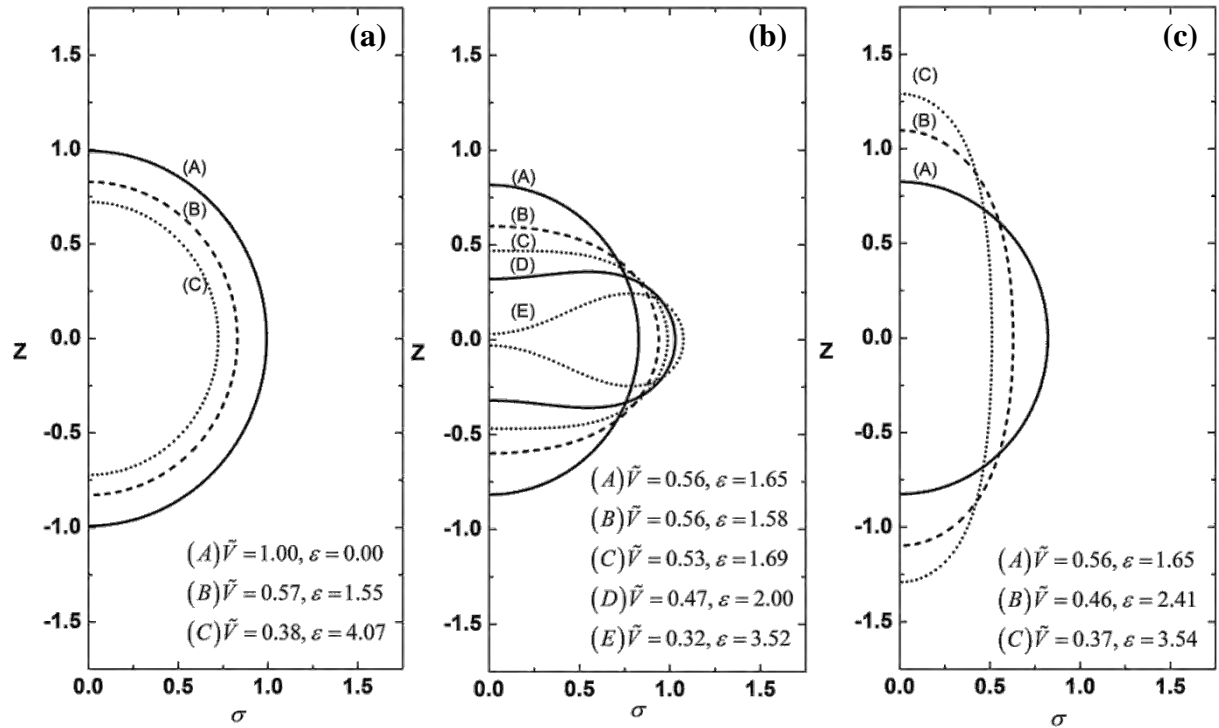 (a)
1.5
1.0
0.5
0.0
-0.5
-1.0
-1.5
Z
(A)
(B)
(C)
(A) Ṽ = 1.00, ε = 0.00
(B) Ṽ = 0.57, ε = 1.55
(C) Ṽ = 0.38, ε = 4.07
0.0 0.5 1.0 1.5
σ
(b)
1.5
1.0
0.5
0.0
-0.5
-1.0
-1.5
Z
(A)
(B)
(C)
(D)
(E)
(A) Ṽ = 0.56, ε = 1.65
(B) Ṽ = 0.56, ε = 1.58
(C) Ṽ = 0.53, ε = 1.69
(D) Ṽ = 0.47, ε = 2.00
(E) Ṽ = 0.32, ε = 3.52
0.0 0.5 1.0 1.5
σ
(c)
1.5
1.0
0.5
0.0
-0.5
-1.0
-1.5
Z
(C)
(B)
(A)
(A) Ṽ = 0.56, ε = 1.65
(B) Ṽ = 0.46, ε = 2.41
(C) Ṽ = 0.37, ε = 3.54
0.0 0.5 1.0 1.5
σ